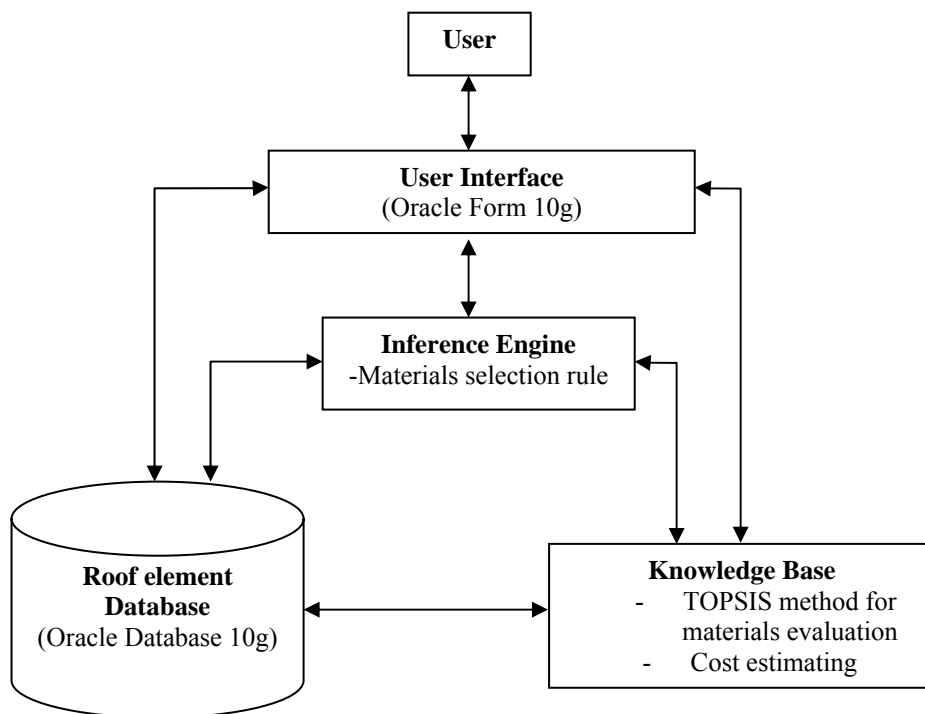 User
User Interface
(Oracle Form 10g)
Inference Engine
-Materials selection rule
Roof element
Database
(Oracle Database 10g)
Knowledge Base
- TOPSIS method for
materials evaluation
- Cost estimating